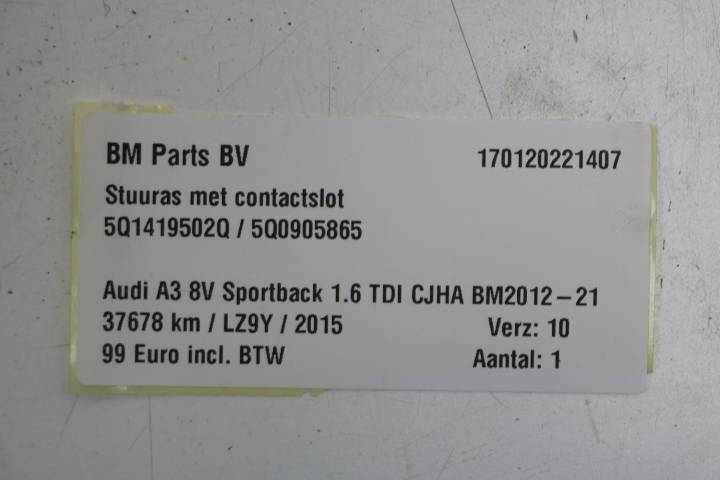 BM Parts BV 170120221407
Stuuras met contactslot
5Q1419502Q / 5Q0905865
Audi A3 8V Sportback 1.6 TDI CJHA BM2012-21
37678 km / LZ9Y / 2015 Verz: 10
99 Euro incl. BTW Aantal: 1